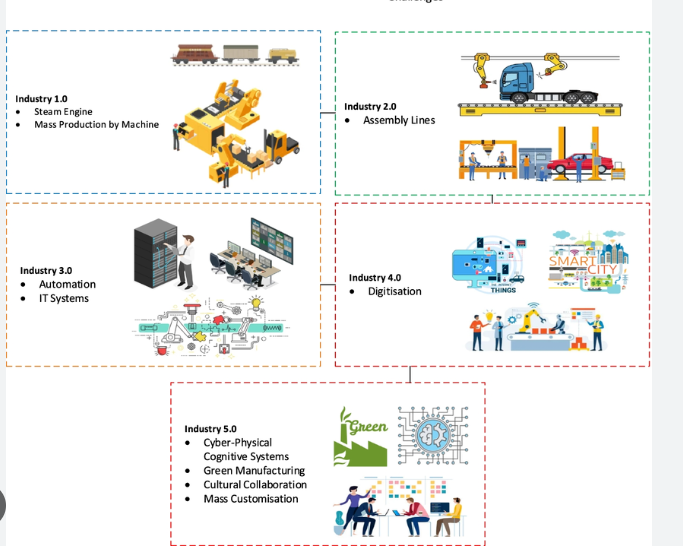 Challenges
Industry 1.0
• Steam Engine
• Mass Production by Machine
Industry 2.0
• Assembly Lines
Industry 3.0
• Automation
• IT Systems
Industry 4.0
• Digitisation
THINGS
SMART
CITY
Industry 5.0
• Cyber-Physical
Cognitive Systems
• Green Manufacturing
• Cultural Collaboration
• Mass Customisation
Green